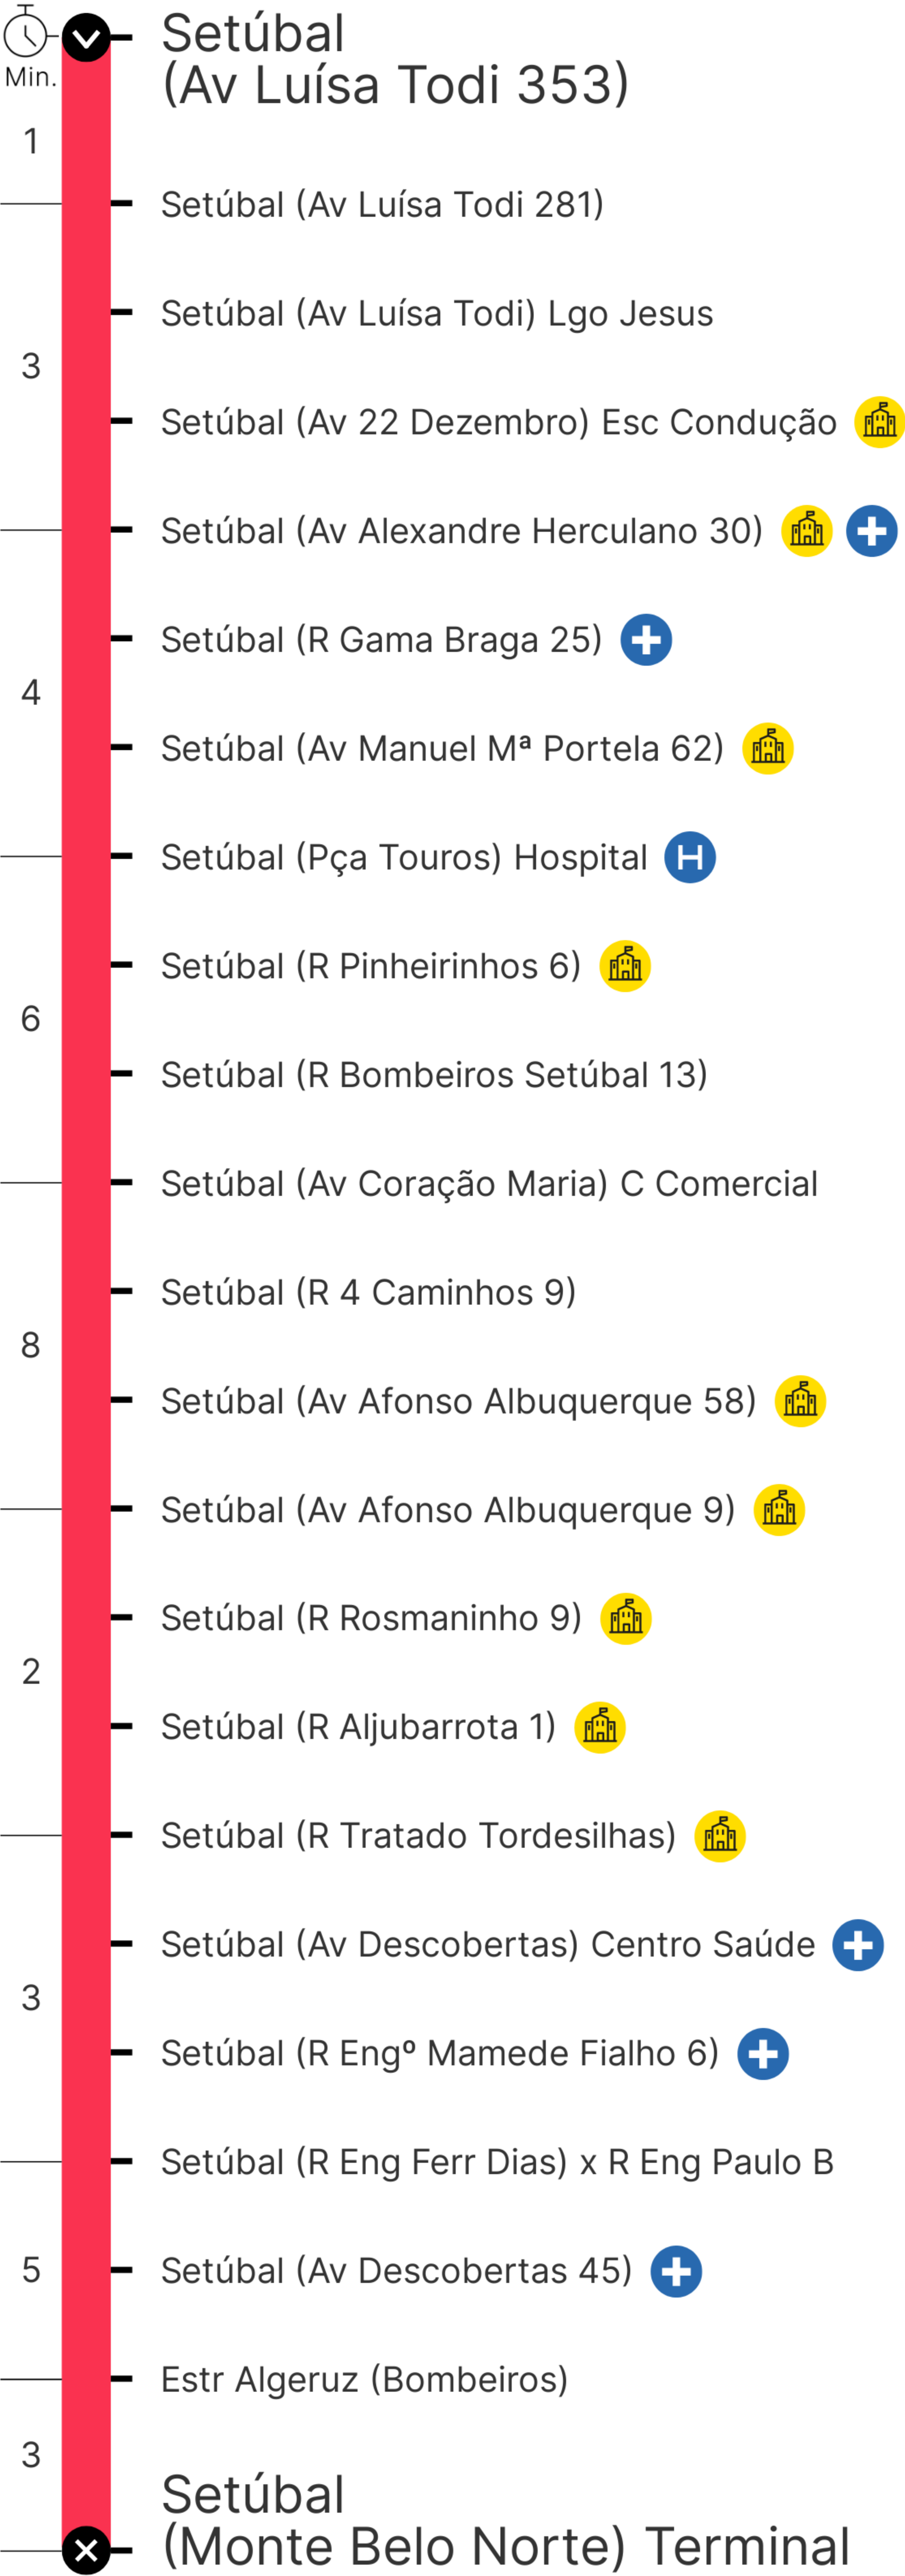 Min.
Setúbal
(Av Luísa Todi 353)
1
Setúbal (Av Luísa Todi 281)
Setúbal (Av Luísa Todi) Lgo Jesus
3
Setúbal (Av 22 Dezembro) Esc Condução
Setúbal (Av Alexandre Herculano 30)
Setúbal (R Gama Braga 25)
4
Setúbal (Av Manuel Mª Portela 62)
Setúbal (Pça Touros) Hospital H
Setúbal (R Pinheirinhos 6)
6
Setúbal (R Bombeiros Setúbal 13)
Setúbal (Av Coração Maria) C Comercial
Setúbal (R 4 Caminhos 9)
8
Setúbal (Av Afonso Albuquerque 58)
Setúbal (Av Afonso Albuquerque 9)
Setúbal (R Rosmaninho 9)
2
Setúbal (R Aljubarrota 1)
Setúbal (R Tratado Tordesilhas)
Setúbal (Av Descobertas) Centro Saúde
3
Setúbal (R Engº Mamede Fialho 6)
Setúbal (R Eng Ferr Dias) x R Eng Paulo B
5
Setúbal (Av Descobertas 45)
Estr Algeruz (Bombeiros)
3
Setúbal
(Monte Belo Norte) Terminal